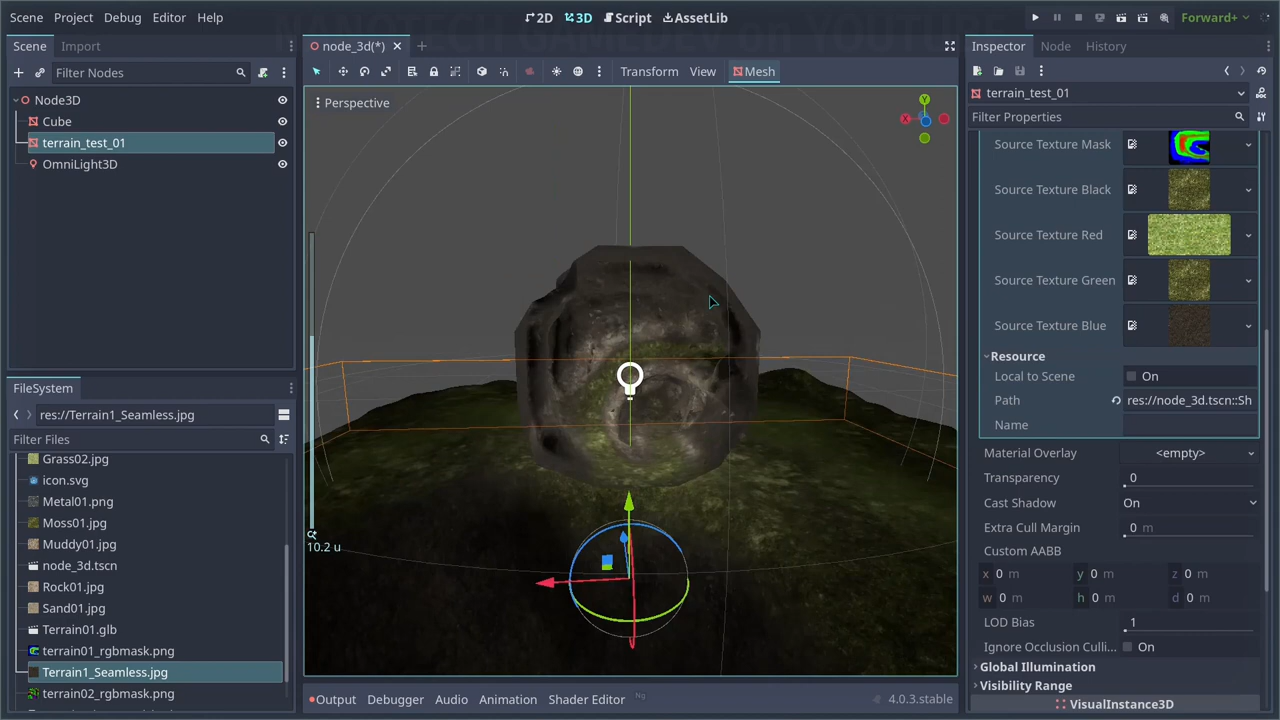 Scene Project Debug Editor Help
2D 3D Script AssetLib
Forward+
NANOTECH GAMEDEV on YOUTUBE
Scene Import
node_3d(*)
Inspector Node History
Filter Nodes
Transform View Mesh
Node3D
Cube
terrain_test_01
OmniLight3D
Perspective
Y
X
10.2 u
terrain_test_01
Filter Properties
Source Texture Mask
Source Texture Black
Source Texture Red
Source Texture Green
Source Texture Blue
Resource
Local to Scene On
Path res://node_3d.tscn::Sh
Name
Material Overlay <empty>
Transparency 0
Cast Shadow On
Extra Cull Margin 0 m
Custom AABB
x 0 m y 0 m z 0 m
w 0 m h 0 m d 0 m
LOD Bias 1
Ignore Occlusion Culli... On
Global Illumination
Visibility Range
VisualInstance3D
FileSystem
res://Terrain1_Seamless.jpg
Filter Files
Grass02.jpg
icon.svg
Metal01.png
Moss01.jpg
Muddy01.jpg
node_3d.tscn
Rock01.jpg
Sand01.jpg
Terrain01.glb
terrain01_rgbmask.png
Terrain1_Seamless.jpg
terrain02_rgbmask.png
Output Debugger Audio Animation Shader Editor
4.0.3.stable